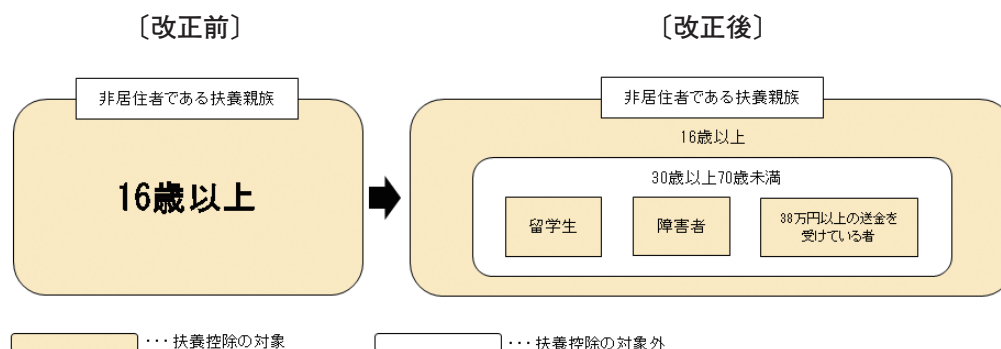 〔改正前〕
〔改正後〕
非居住者である扶養親族
16歳以上
非居住者である扶養親族
16歳以上
30歳以上70歳未満
留学生
障害者
38万円以上の送金を
受けている者
・・・扶養控除の対象
・・・扶養控除の対象外